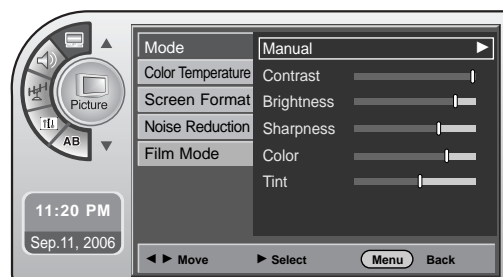 Mode
Color Temperature
Screen Format
Noise Reduction
Film Mode
Manual
Contrast
Brightness
Sharpness
Color
Tint
Picture
AB
11:20 PM
Sep.11, 2006
◄ ► Move ► Select Menu Back